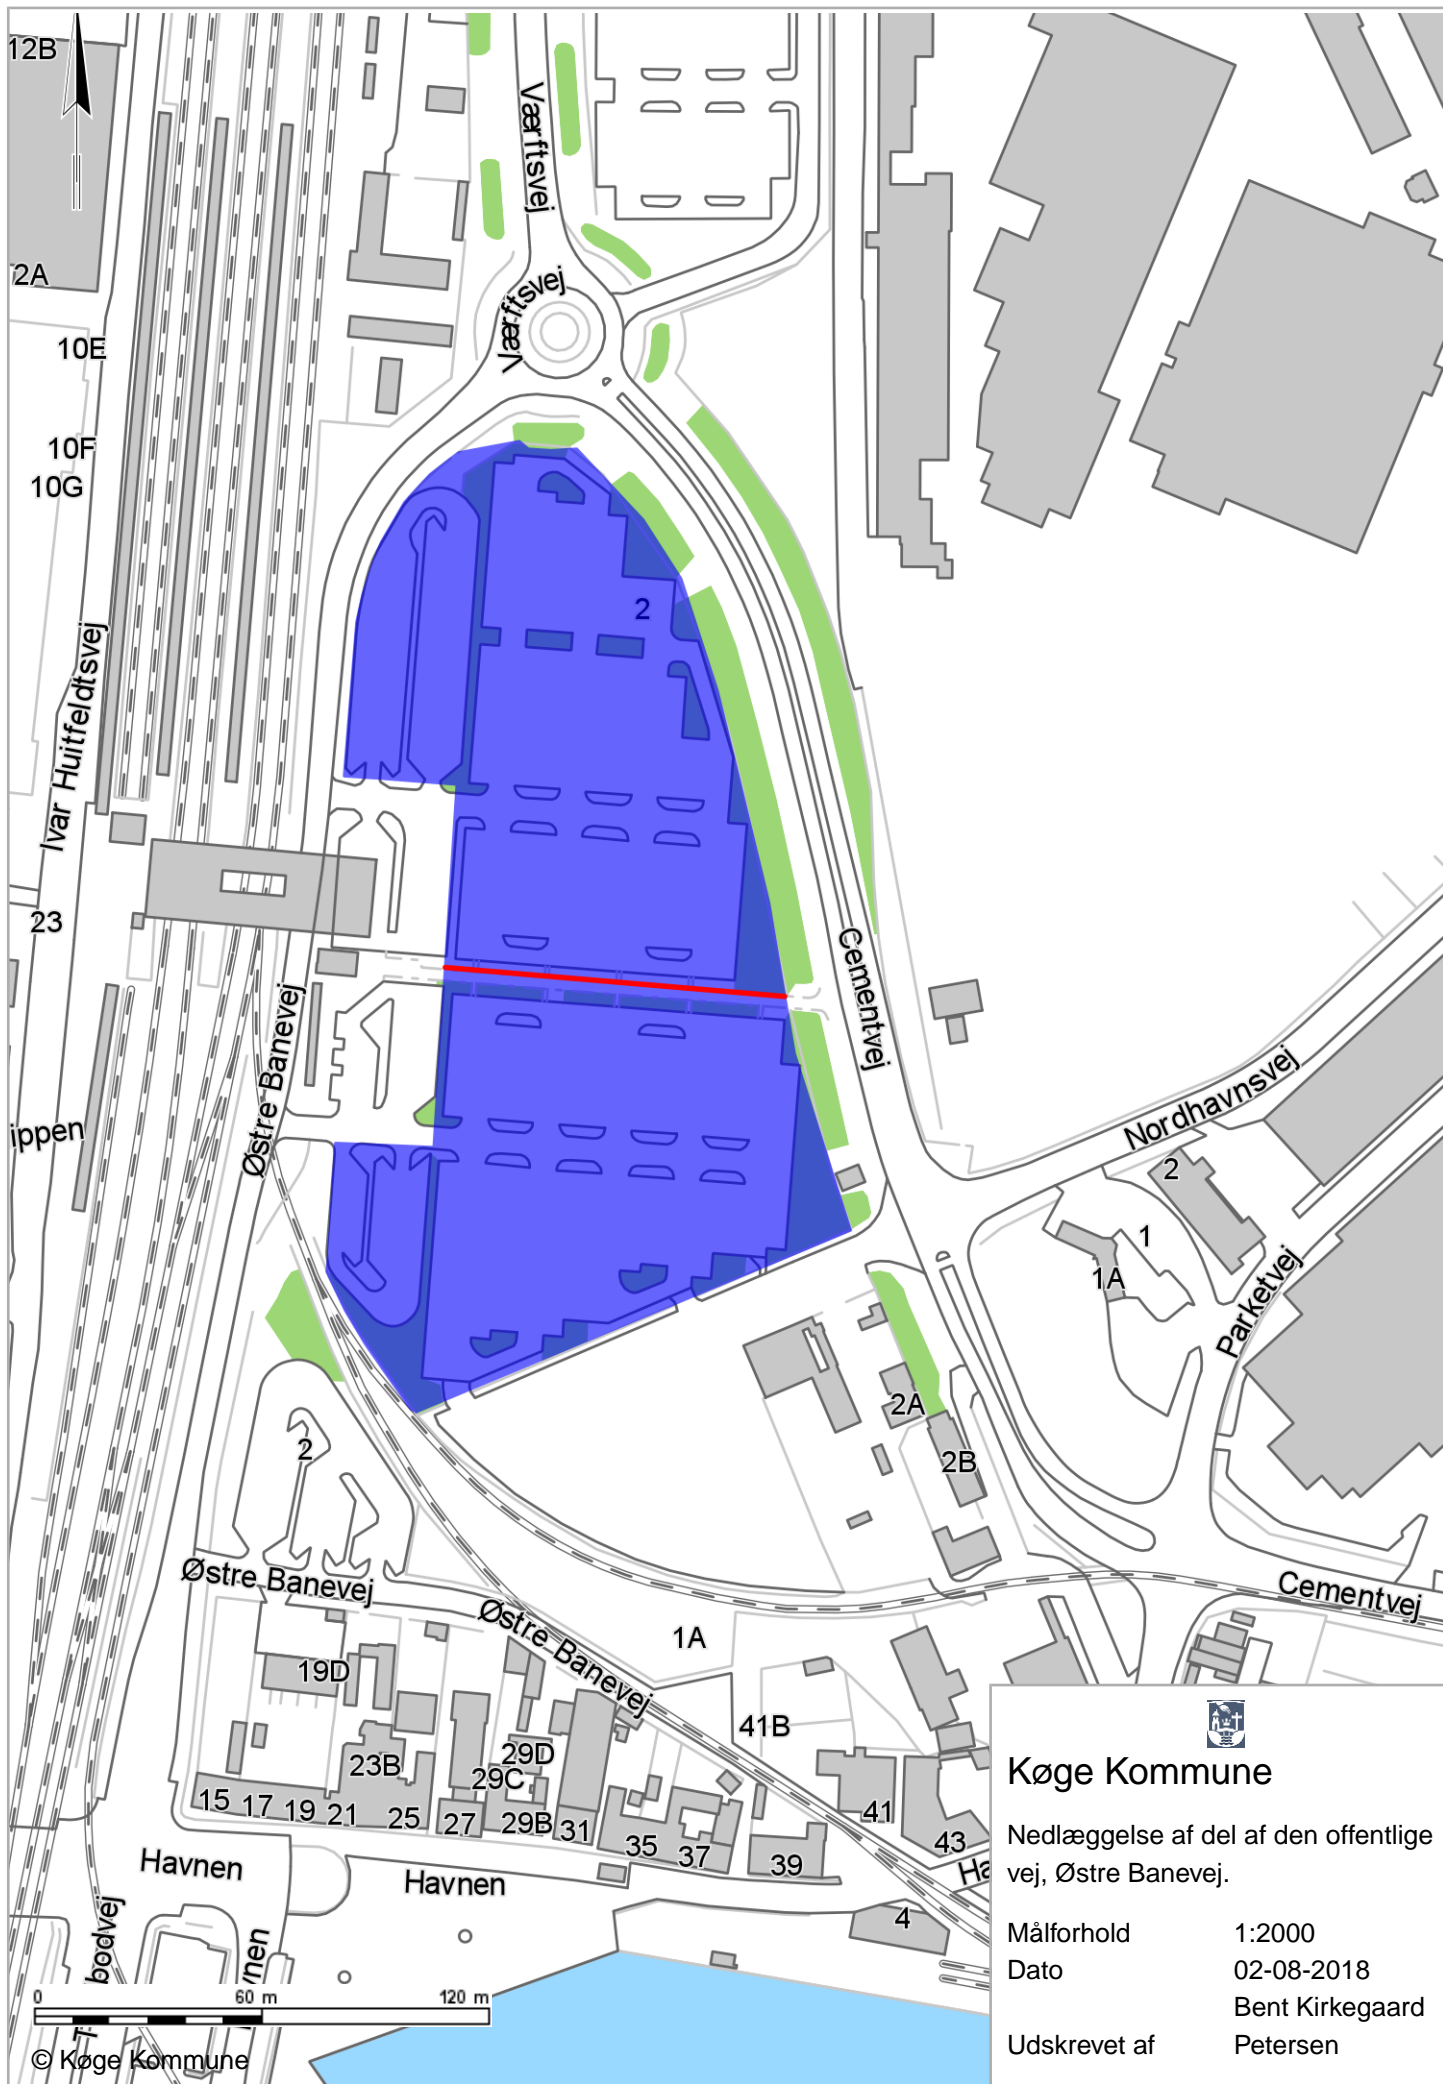 12B
Værftsvej
2A
Værftsvej
10E
10F
10G
2
Ivar Huitfeldtsvej
23
Cementvej
Østre Banevej
Nordhavnsvej
ippen
2
1
1A
Parketvej
2A
2B
2
Østre Banevej
Cementvej
Østre Banevej
1A
19D
41B
29D
23B
29C
15
17
19
21
25
27
29B
31
35
37
39
41
43
Havnen
Havnen
Ha
4
bodvej
vnen
Køge Kommune
Nedlæggelse af del af den offentlige
vej, Østre Banevej.
Målforhold 1:2000
Dato 02-08-2018
Bent Kirkegaard
Udskrevet af Petersen
0 60 m 120 m
© Køge Kommune